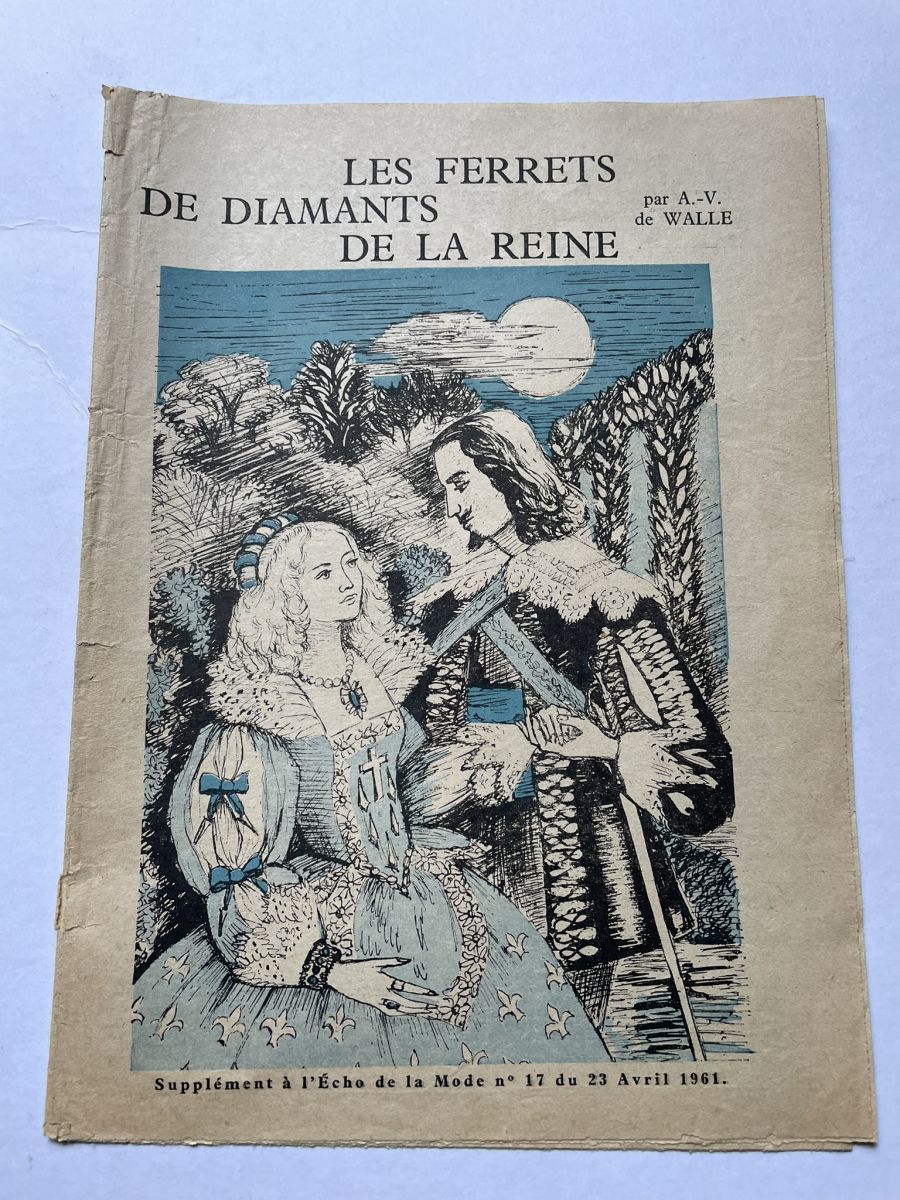 LES FERRETS
DE DIAMANTS
DE LA REINE
par A.-V.
de WALLE
Supplément à l'Écho de la Mode nº 17 du 23 Avril 1961.